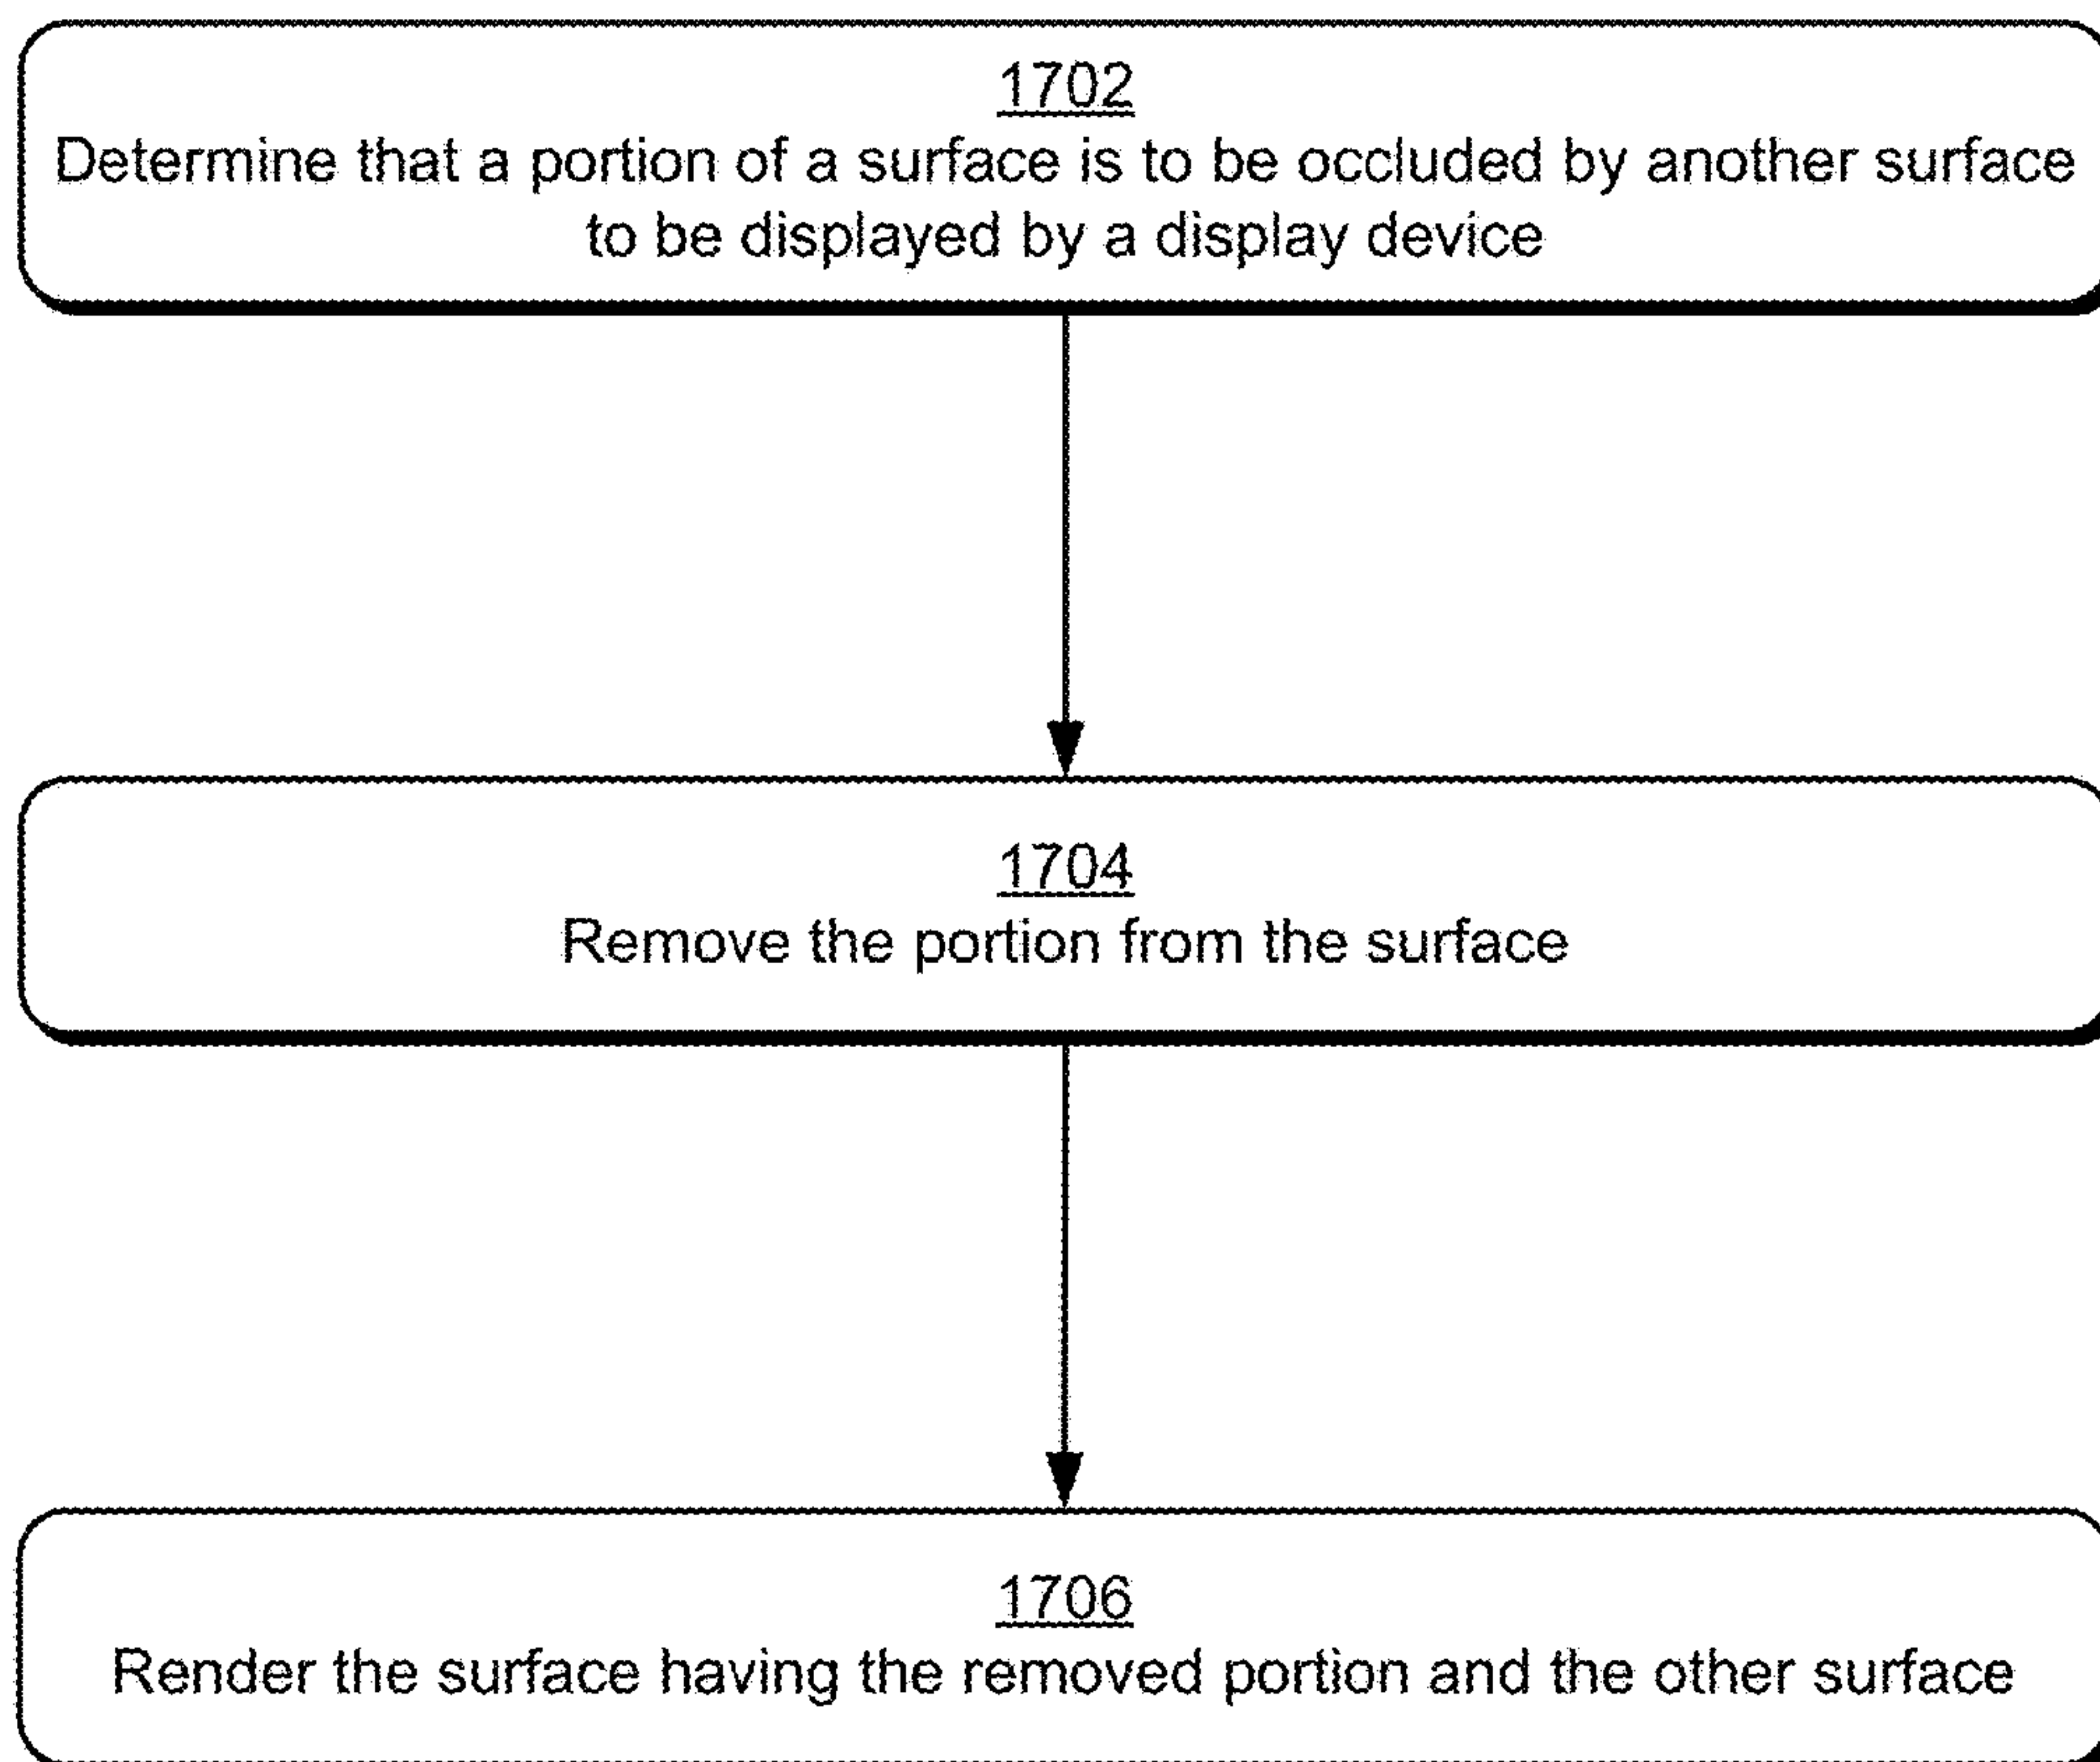 1702
Determine that a portion of a surface is to be occluded by another surface
to be displayed by a display device
1704
Remove the portion from the surface
1706
Render the surface having the removed portion and the other surface